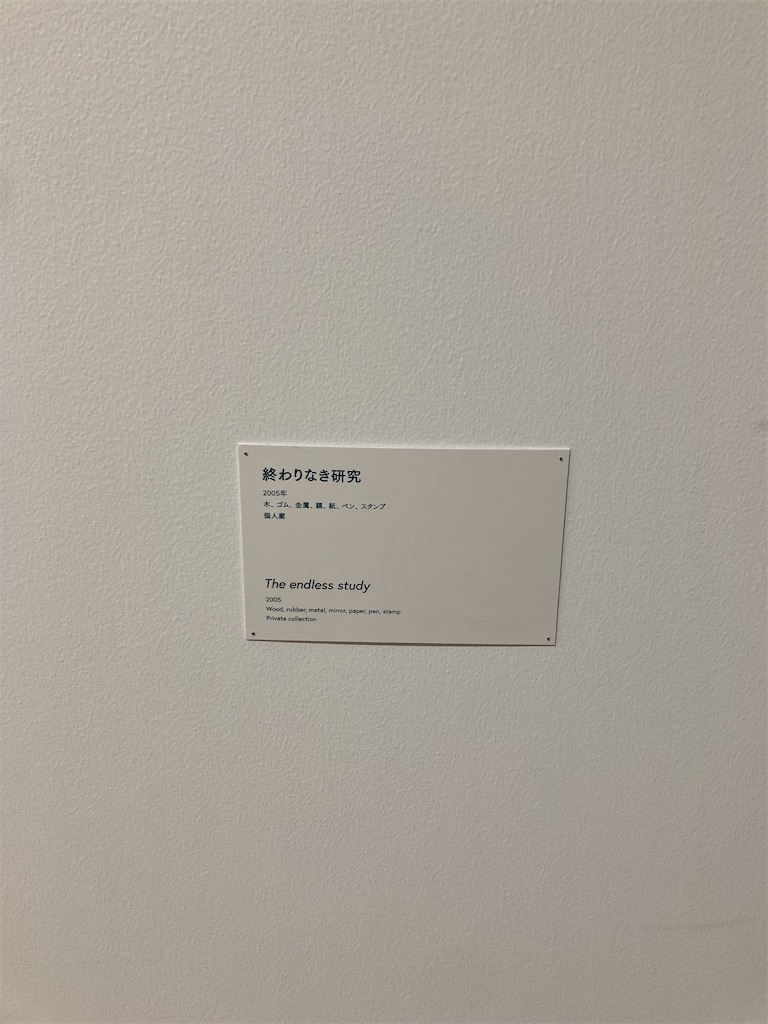 終わりなき研究
2005年
木、ゴム、金属、鏡、紙、ペン、スタンプ
個人蔵
The endless study
2005
Wood, rubber, metal, mirror, paper, pen, stamp
Private collection